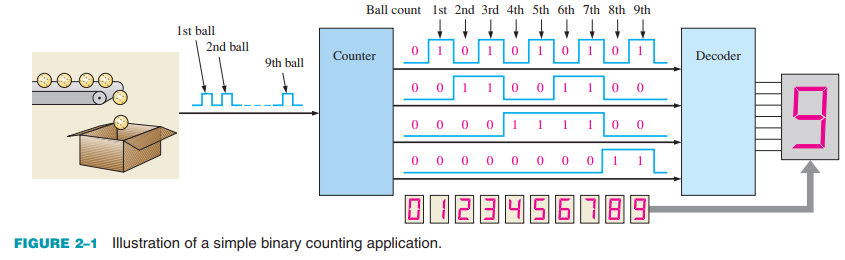 Ball count 1st 2nd 3rd 4th 5th 6th 7th 8th 9th
1st ball
2nd ball
9th ball
Counter
0 1 0 1 0 1 0 1 0 1
0 0 1 1 0 0 1 1 0 0
0 0 0 0 1 1 1 1 0 0
0 0 0 0 0 0 0 0 1 1
Decoder
9
0 1 2 3 4 5 6 7 8 9
FIGURE 2–1 Illustration of a simple binary counting application.